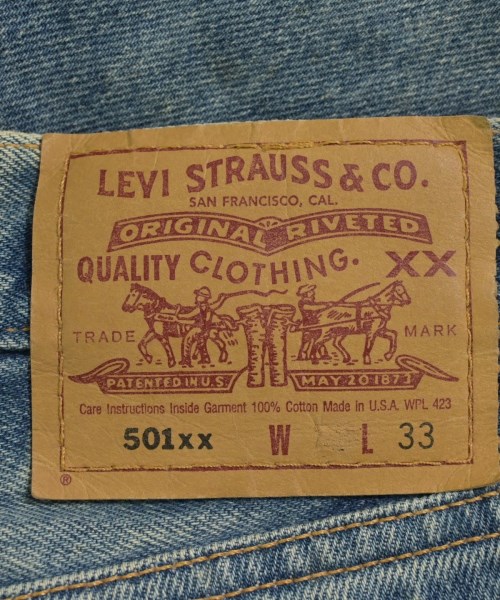 LEVI STRAUSS & CO.
SAN FRANCISCO, CAL.
ORIGINAL RIVETED
QUALITY CLOTHING. XX
TRADE MARK
PATENTED IN U.S. MAY 20 1873
Care Instructions Inside Garment 100% Cotton Made in U.S.A. WPL 423
501xx W L 33
®